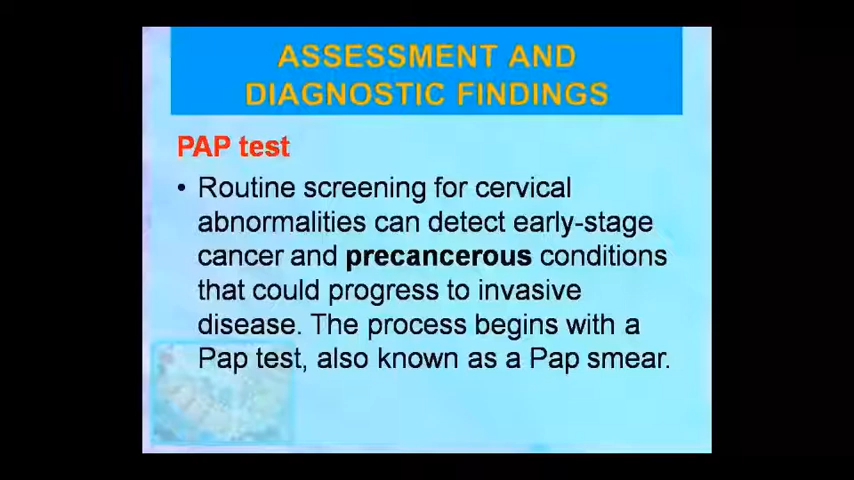 ASSESSMENT AND
DIAGNOSTIC FINDINGS
PAP test
• Routine screening for cervical
abnormalities can detect early-stage
cancer and precancerous conditions
that could progress to invasive
disease. The process begins with a
Pap test, also known as a Pap smear.